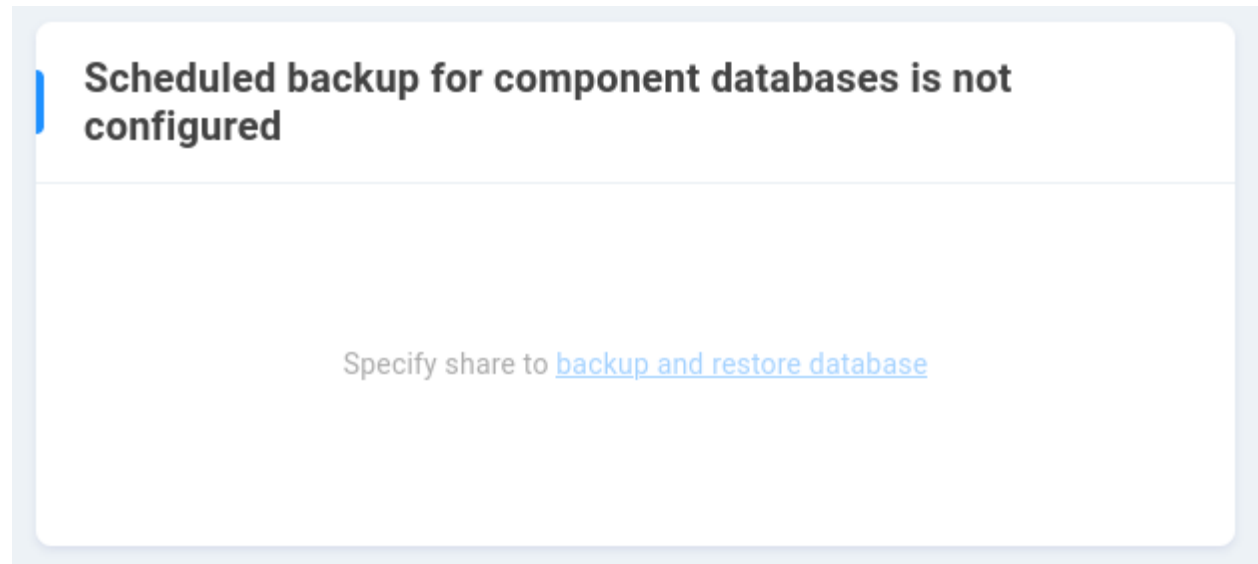 Scheduled backup for component databases is not
configured
Specify share to backup and restore database